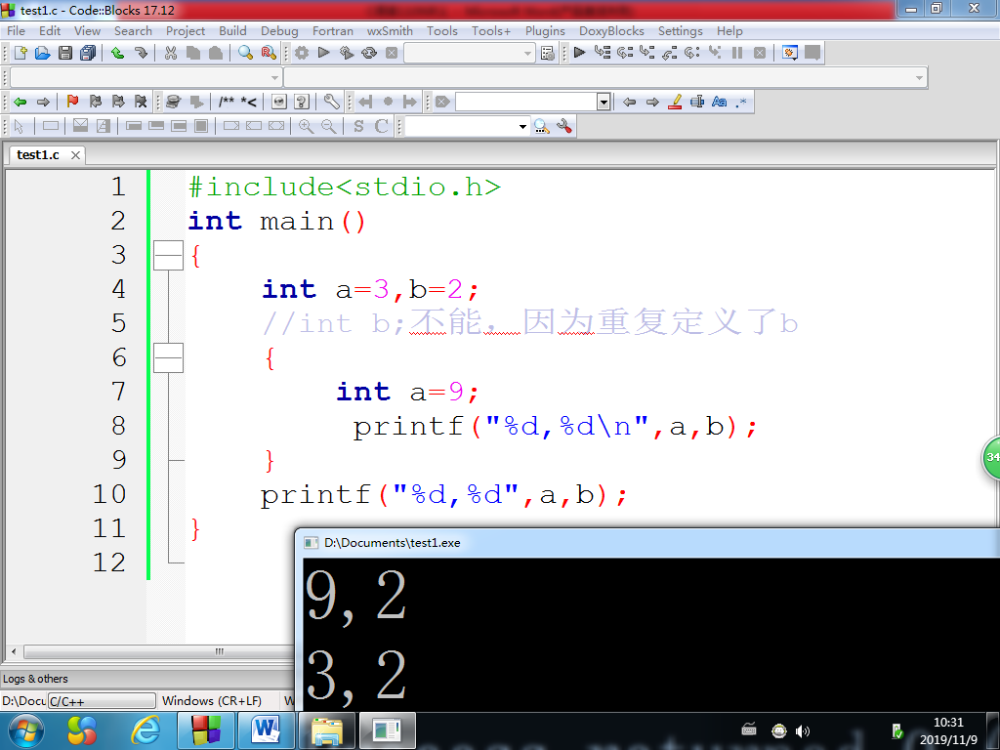 test1.c - Code::Blocks 17.12
File Edit View Search Project Build Debug Fortran wxSmith Tools Tools+ Plugins DoxyBlocks Settings Help
/** *<
S C
Aa .*
test1.c
1 #include<stdio.h>
2 int main()
3 {
4 int a=3,b=2;
5 //int b;不能，因为重复定义了b
6 {
7 int a=9;
8 printf("%d,%d\n",a,b);
9 }
10 printf("%d,%d",a,b);
11 }
12
34
D:\Documents\test1.exe
9,2
3,2
Logs & others
D:\Docu C/C++ Windows (CR+LF) W
10:31
2019/11/9